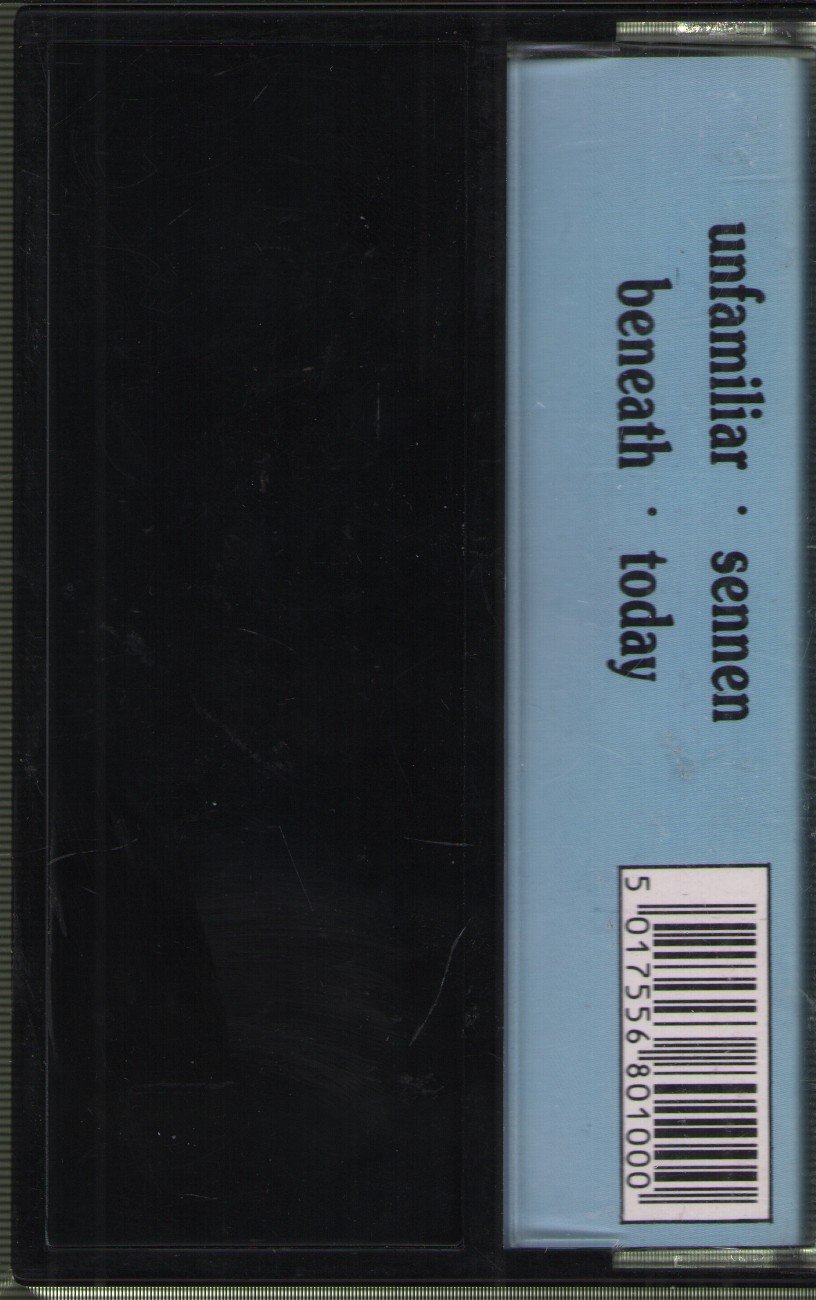 unfamiliar · sennen
beneath · today
5 017556 801000